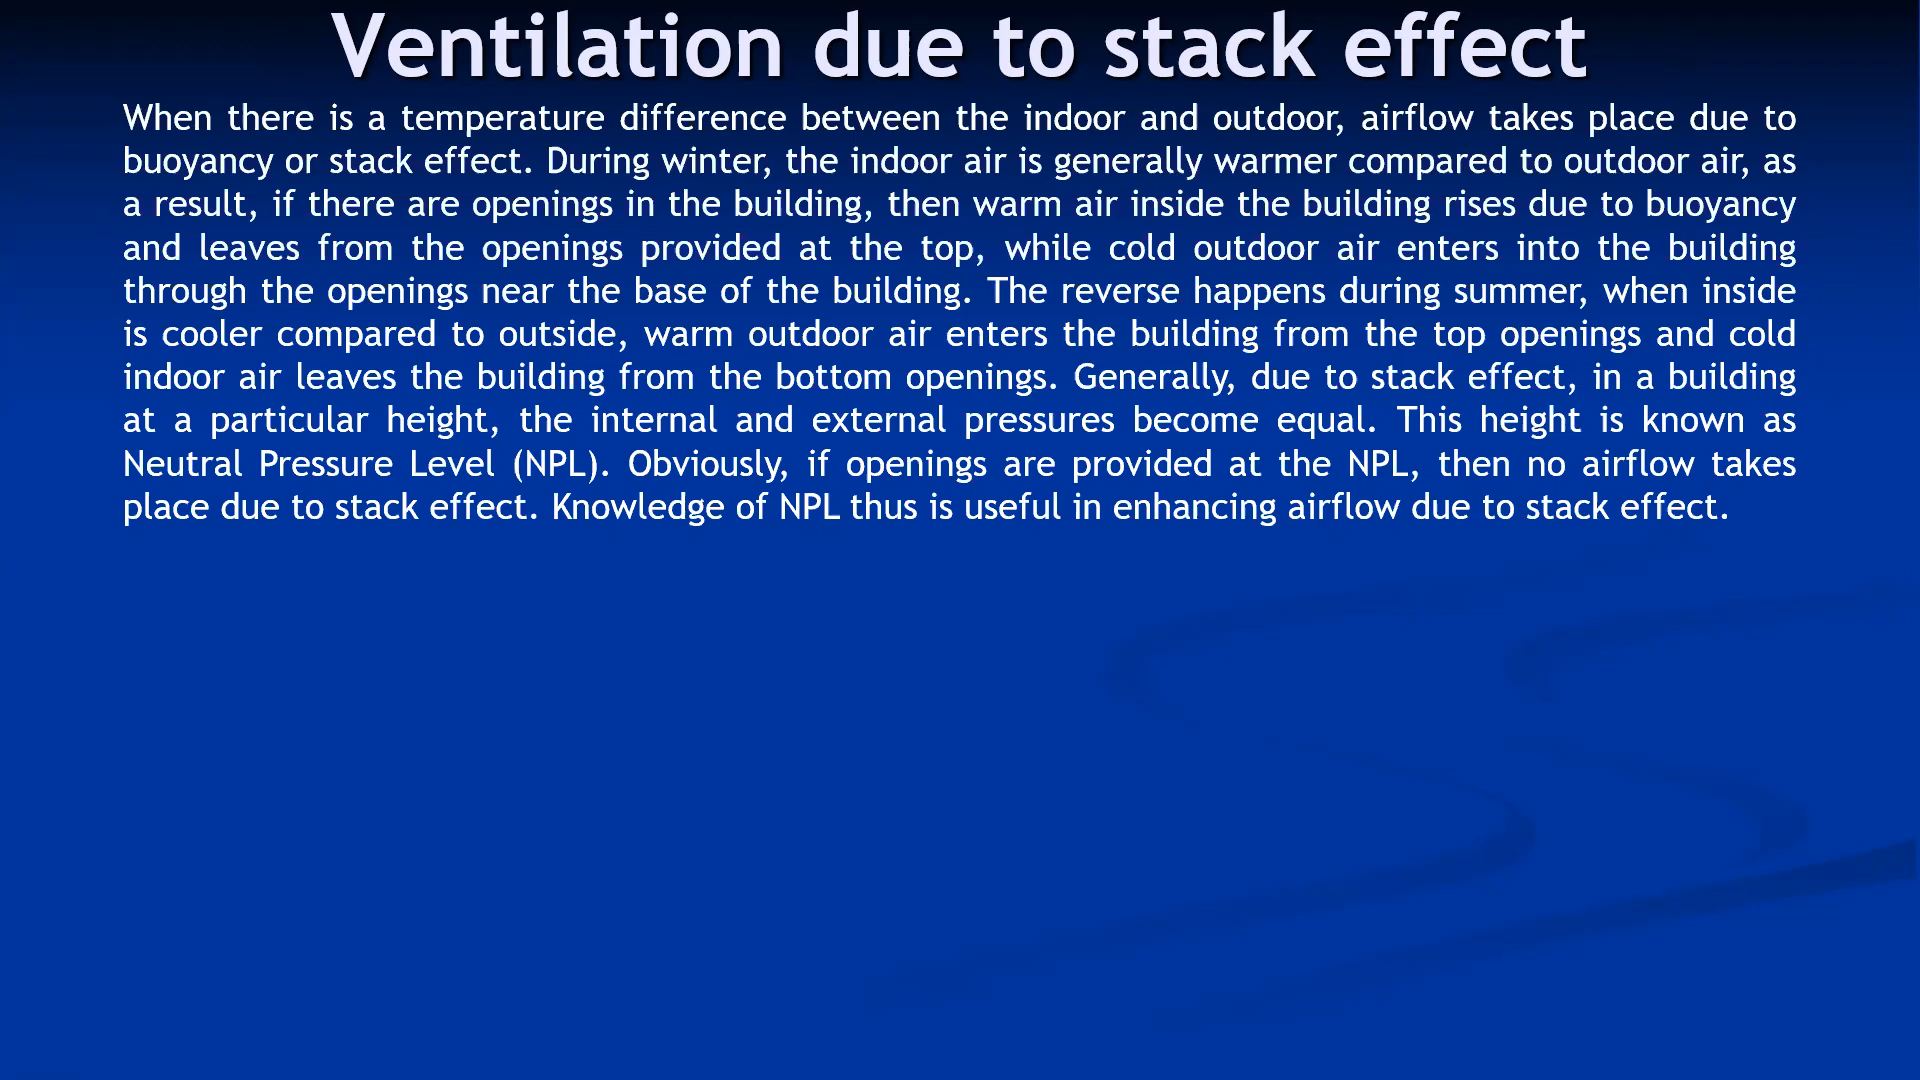 Ventilation due to stack effect
When there is a temperature difference between the indoor and outdoor, airflow takes place due to
buoyancy or stack effect. During winter, the indoor air is generally warmer compared to outdoor air, as
a result, if there are openings in the building, then warm air inside the building rises due to buoyancy
and leaves from the openings provided at the top, while cold outdoor air enters into the building
through the openings near the base of the building. The reverse happens during summer, when inside
is cooler compared to outside, warm outdoor air enters the building from the top openings and cold
indoor air leaves the building from the bottom openings. Generally, due to stack effect, in a building
at a particular height, the internal and external pressures become equal. This height is known as
Neutral Pressure Level (NPL). Obviously, if openings are provided at the NPL, then no airflow takes
place due to stack effect. Knowledge of NPL thus is useful in enhancing airflow due to stack effect.